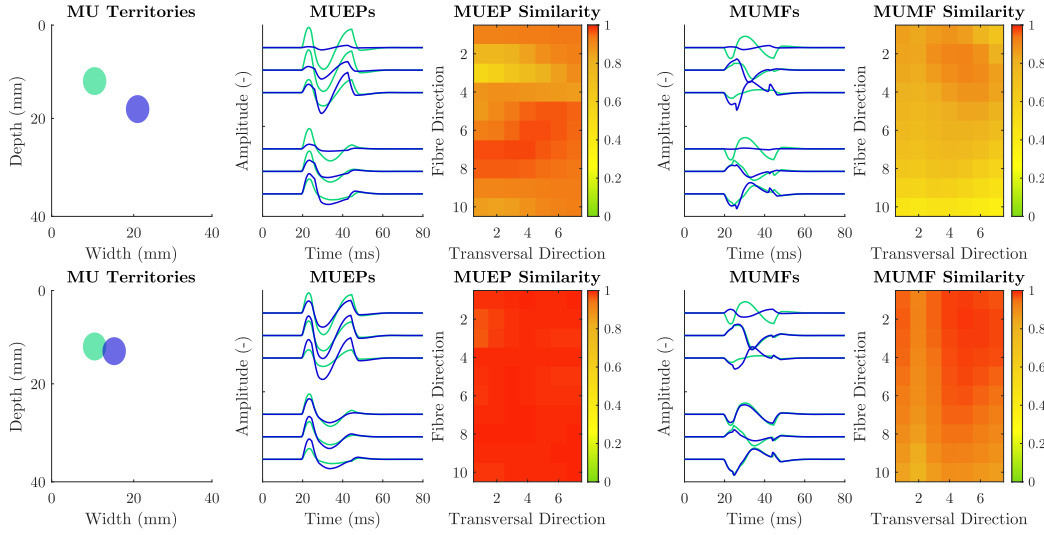 MU Territories
MUEPs
MUEP Similarity
MUMFs
MUMF Similarity
0
20
40
Depth (mm)
0 20 40
Width (mm)
Amplitude (-)
0 20 40 60 80
Time (ms)
Fibre Direction
2
4
6
8
10
2 4 6
Transversal Direction
1
0.8
0.6
0.4
0.2
0
Amplitude (-)
0 20 40 60 80
Time (ms)
Fibre Direction
2
4
6
8
10
2 4 6
Transversal Direction
1
0.8
0.6
0.4
0.2
0
MU Territories
MUEPs
MUEP Similarity
MUMFs
MUMF Similarity
0
20
40
Depth (mm)
0 20 40
Width (mm)
Amplitude (-)
0 20 40 60 80
Time (ms)
Fibre Direction
2
4
6
8
10
2 4 6
Transversal Direction
1
0.8
0.6
0.4
0.2
0
Amplitude (-)
0 20 40 60 80
Time (ms)
Fibre Direction
2
4
6
8
10
2 4 6
Transversal Direction
1
0.8
0.6
0.4
0.2
0